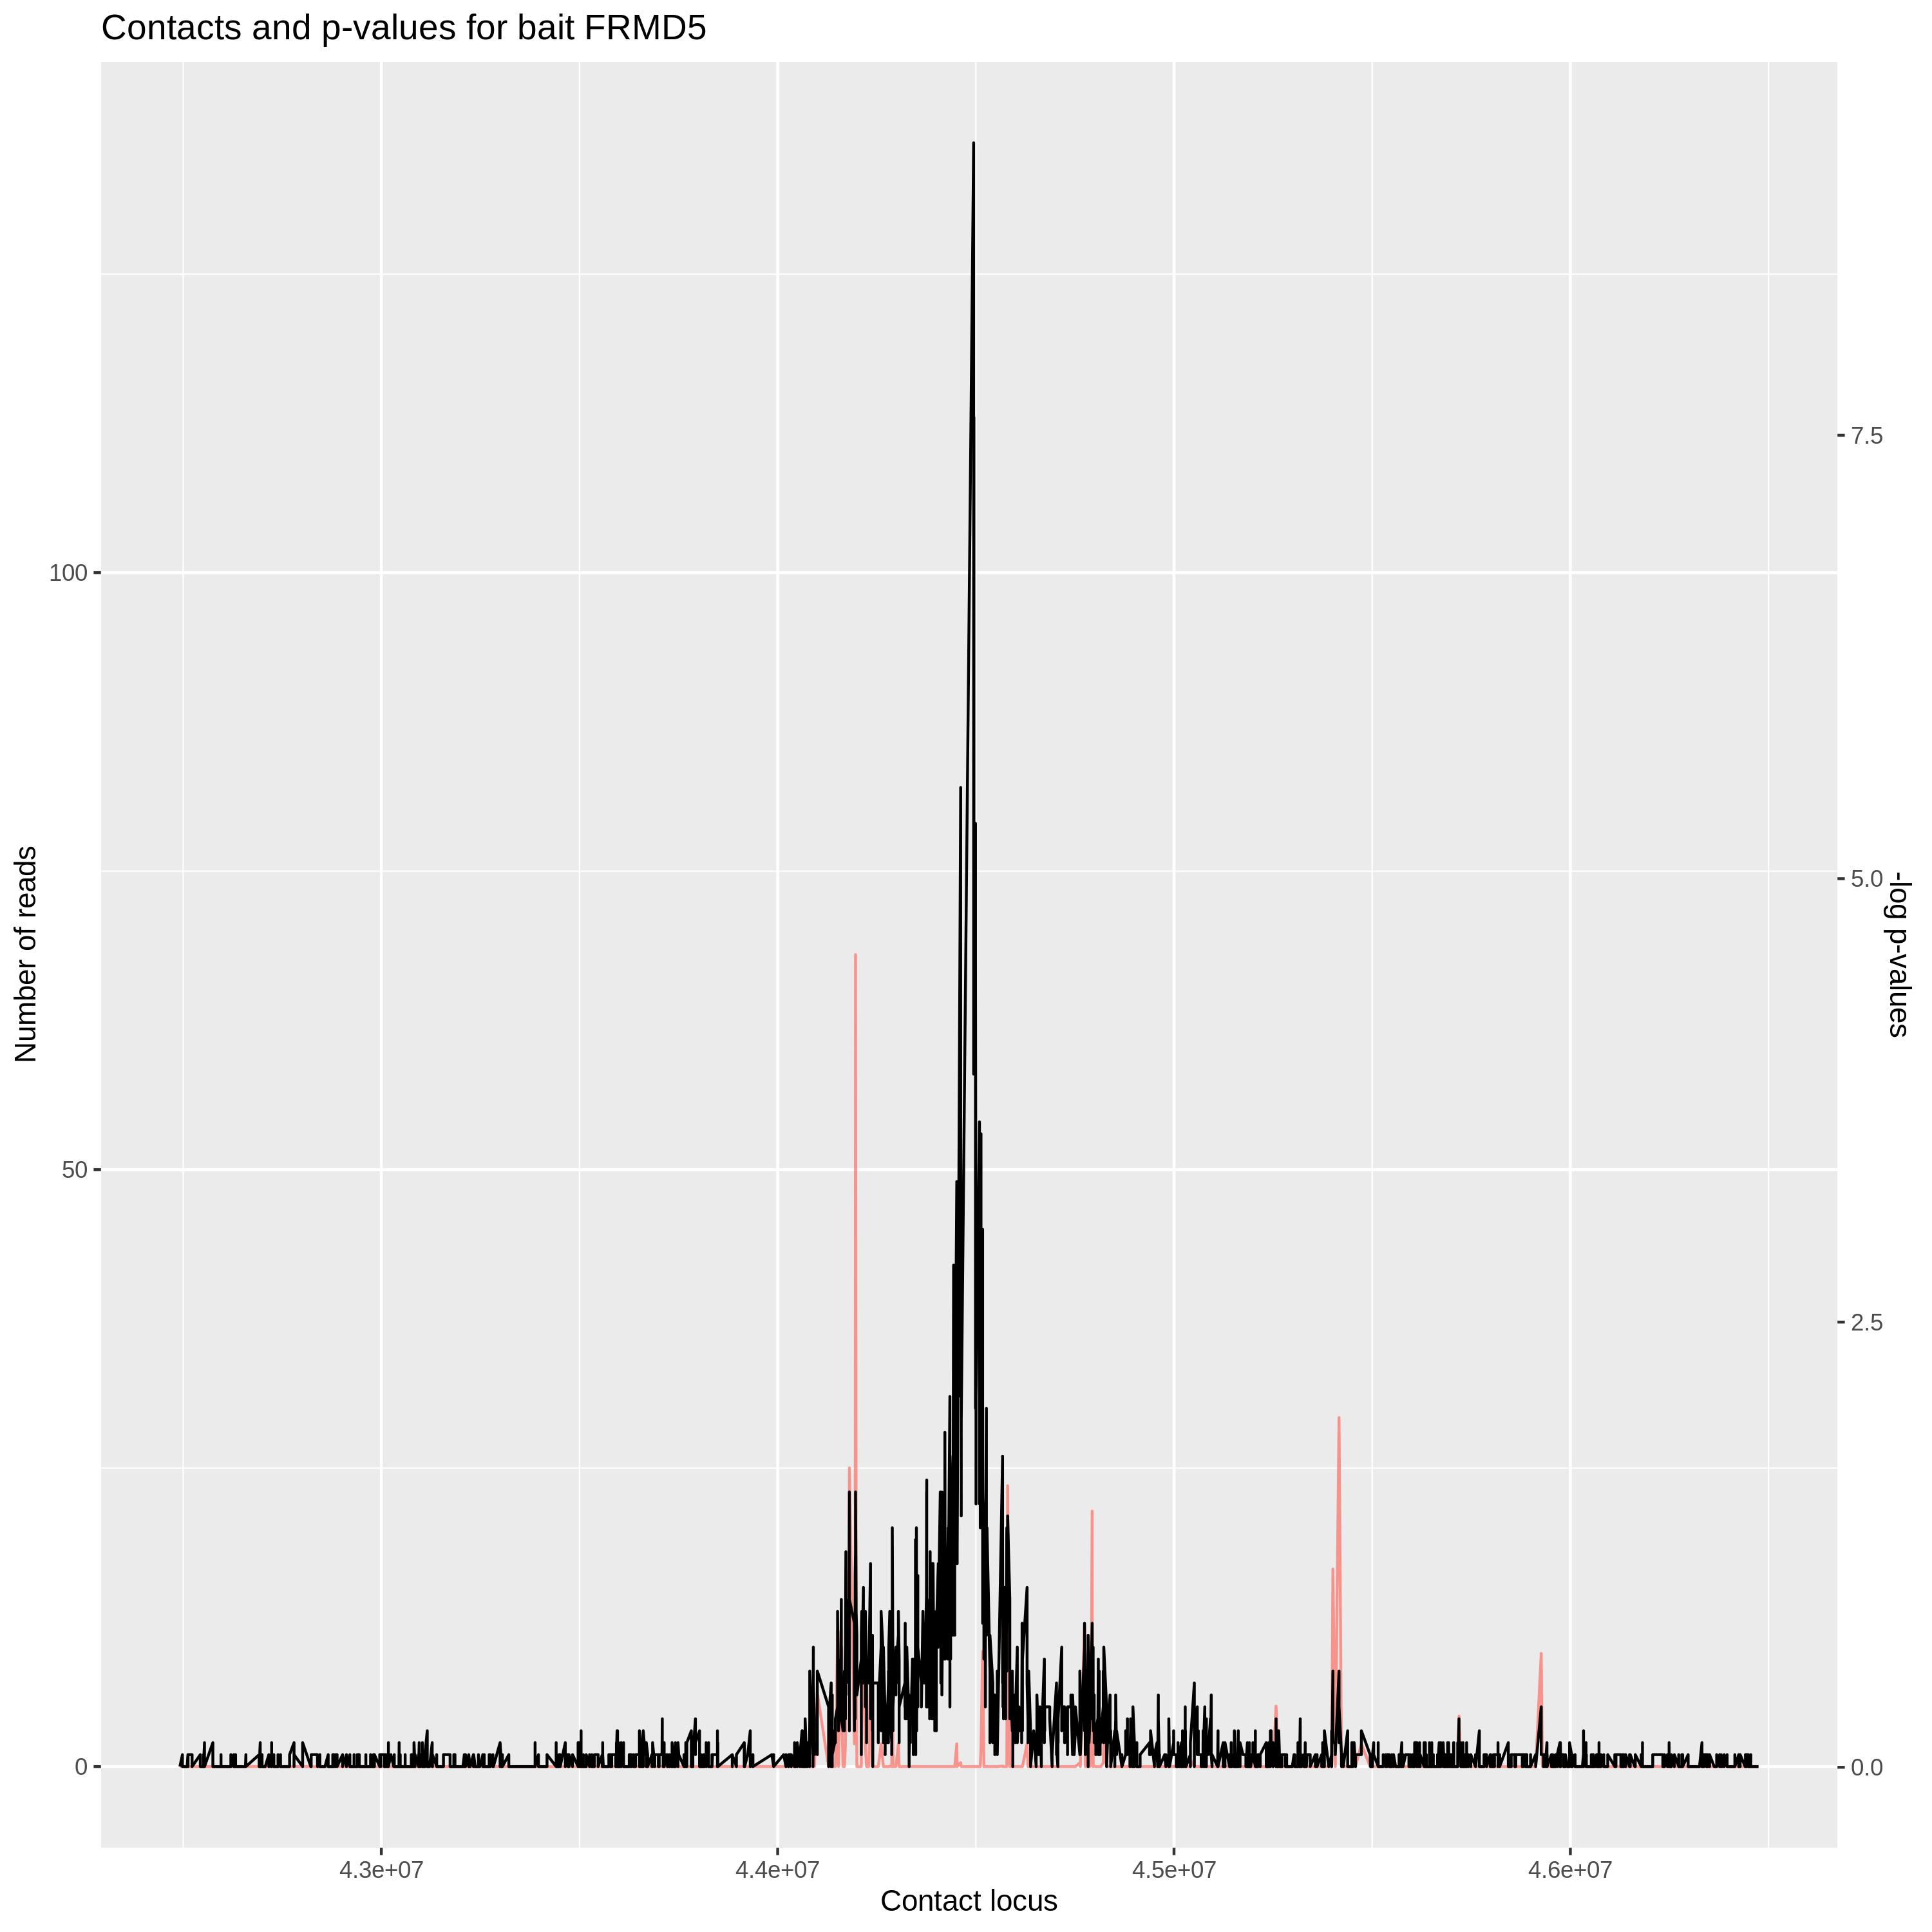 Contacts and p-values for bait FRMD5
Number of reads
100
50
0
7.5
5.0
2.5
0.0
-log p-values
4.3e+07
4.4e+07
4.5e+07
4.6e+07
Contact locus